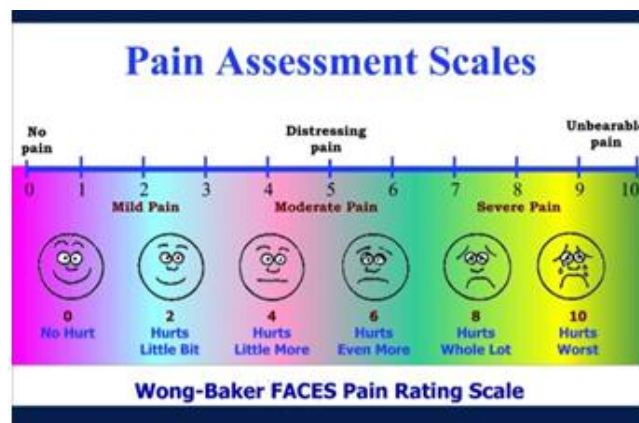 Pain Assessment Scales
No pain
Distressing pain
Unbearable pain
0 1 2 3 4 5 6 7 8 9 10
Mild Pain Moderate Pain Severe Pain
0 2 4 6 8 10
No Hurt Hurts Hurts Hurts Hurts Hurts
Little Bit Little More Even More Whole Lot Worst
Wong-Baker FACES Pain Rating Scale